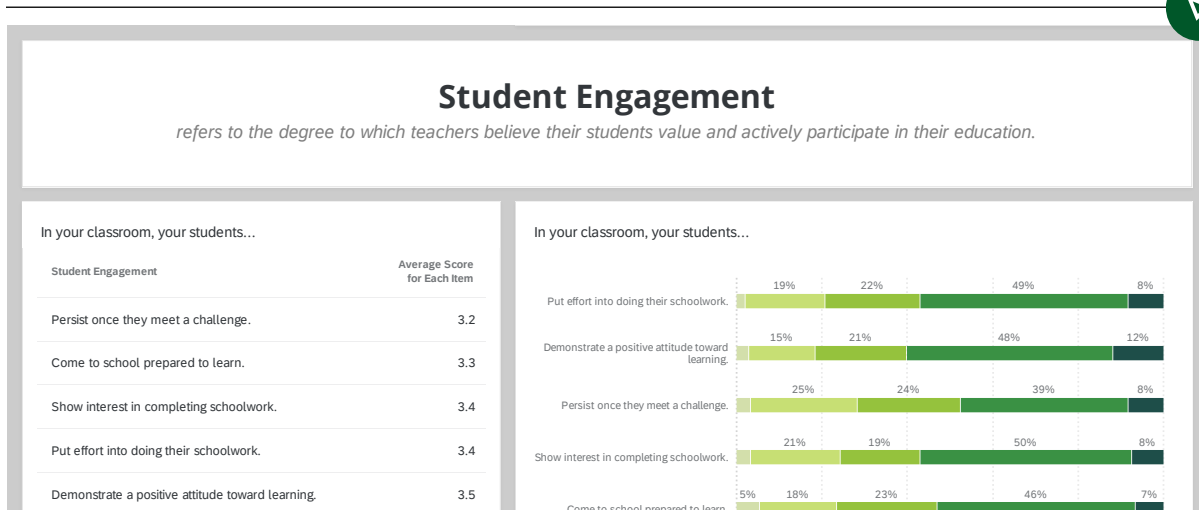 Student Engagement
refers to the degree to which teachers believe their students value and actively participate in their education.
In your classroom, your students...
Student Engagement
Average Score
for Each Item
Persist once they meet a challenge. 3.2
Come to school prepared to learn. 3.3
Show interest in completing schoolwork. 3.4
Put effort into doing their schoolwork. 3.4
Demonstrate a positive attitude toward learning. 3.5
In your classroom, your students...
19% 22% 49% 8%
Put effort into doing their schoolwork.
15% 21% 48% 12%
Demonstrate a positive attitude toward
learning.
25% 24% 39% 8%
Persist once they meet a challenge.
21% 19% 50% 8%
Show interest in completing schoolwork.
5% 18% 23% 46% 7%
Come to school prepared to learn.